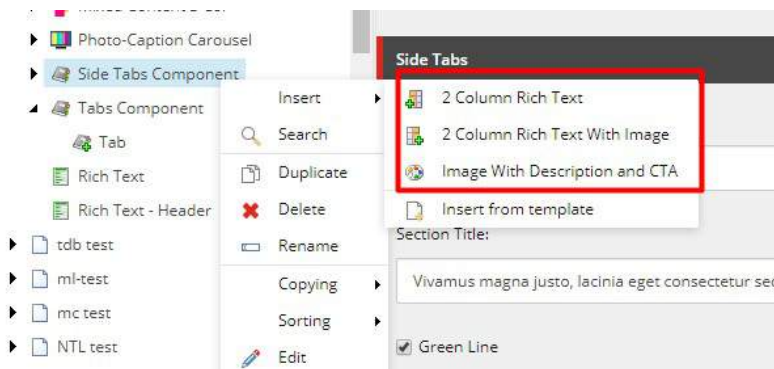 Photo-Caption Carousel
Side Tabs Component
Tabs Component
Tab
Rich Text
Rich Text - Header
tdb test
ml-test
mc test
NTL test
Insert
Search
Duplicate
Delete
Rename
Copying
Sorting
Edit
Side Tabs
2 Column Rich Text
2 Column Rich Text With Image
Image With Description and CTA
Insert from template
Section Title:
Vivamus magna justo, lacinia eget consectetur sed
Green Line